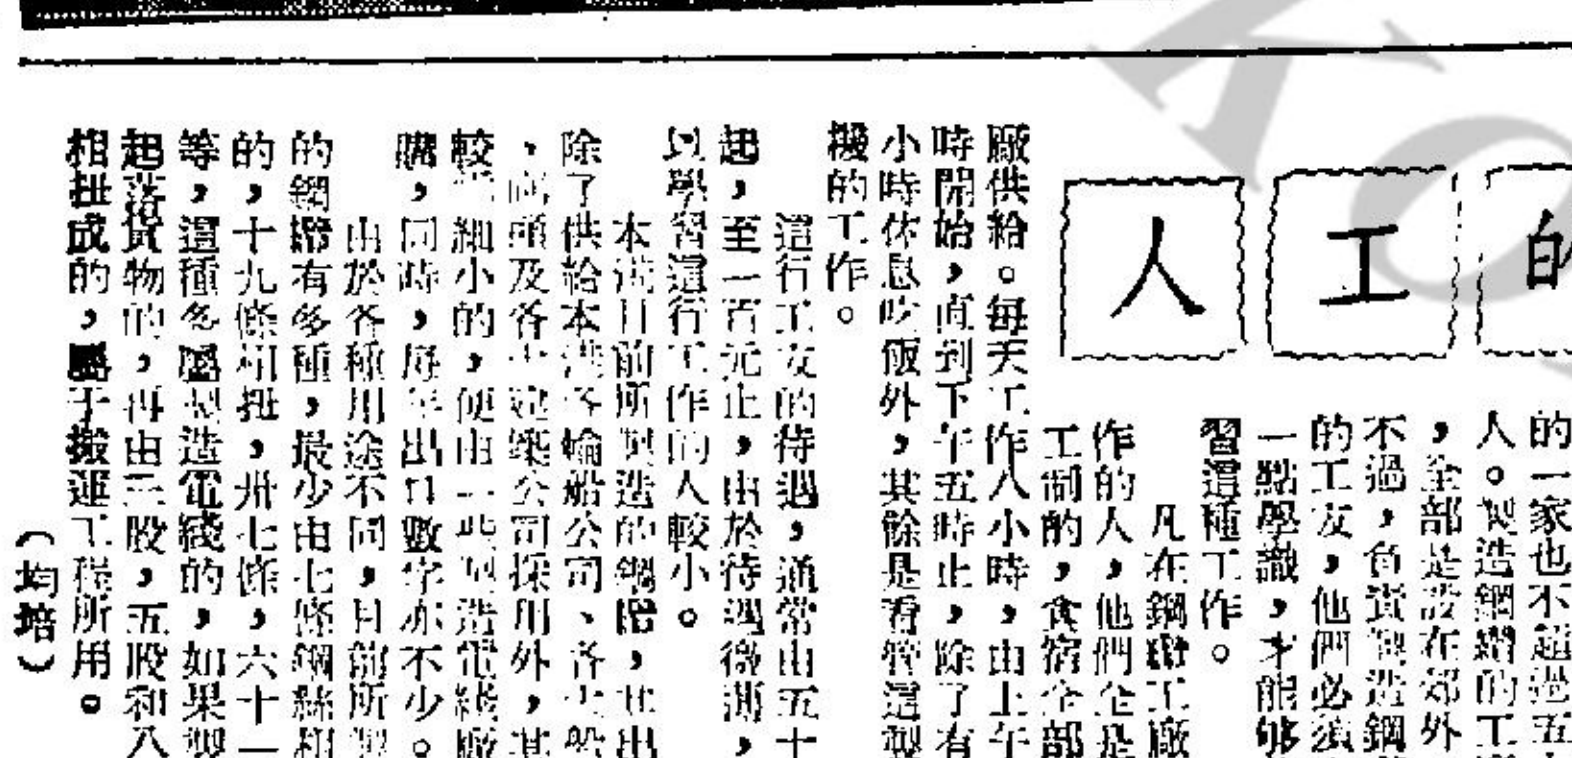 的工人
的一家也不超過五
人。製造鋼纜的工
，全部是設在郊外
不過，負責製造鋼
的工友，他們必須
一點學識，才能够
習這種工作。
凡在鋼纜工廠
作的人，他們全是
工制的，食宿全部
廠供給。每天工作八小時，由上午
時開始，直到下午五時止，除了有
小時休息吃飯外，其餘是看管這製
機的工作。
這行工友的待遇，通常由五十
起，至一百元止，由於待遇微薄，
以學習這行工作的人較小。
本港目前所製造的鋼纜，其出
除了供給本港各輪船公司、各大
，碼頭及各大建築公司採用外，其
較為細小的，便由一些製造電綫廠
購，同時，每年出口數字亦不少。
由於各種用途不同，目前所製
的鋼纜有多種，最少由七條鋼絲相
的，十九條相扭，卅七條，六十一
等，這種多屬製造電綫的，如果製
起落貨物的，再由三股，五股和八
相扭成的，屬于搬運工程所用。
（均培）